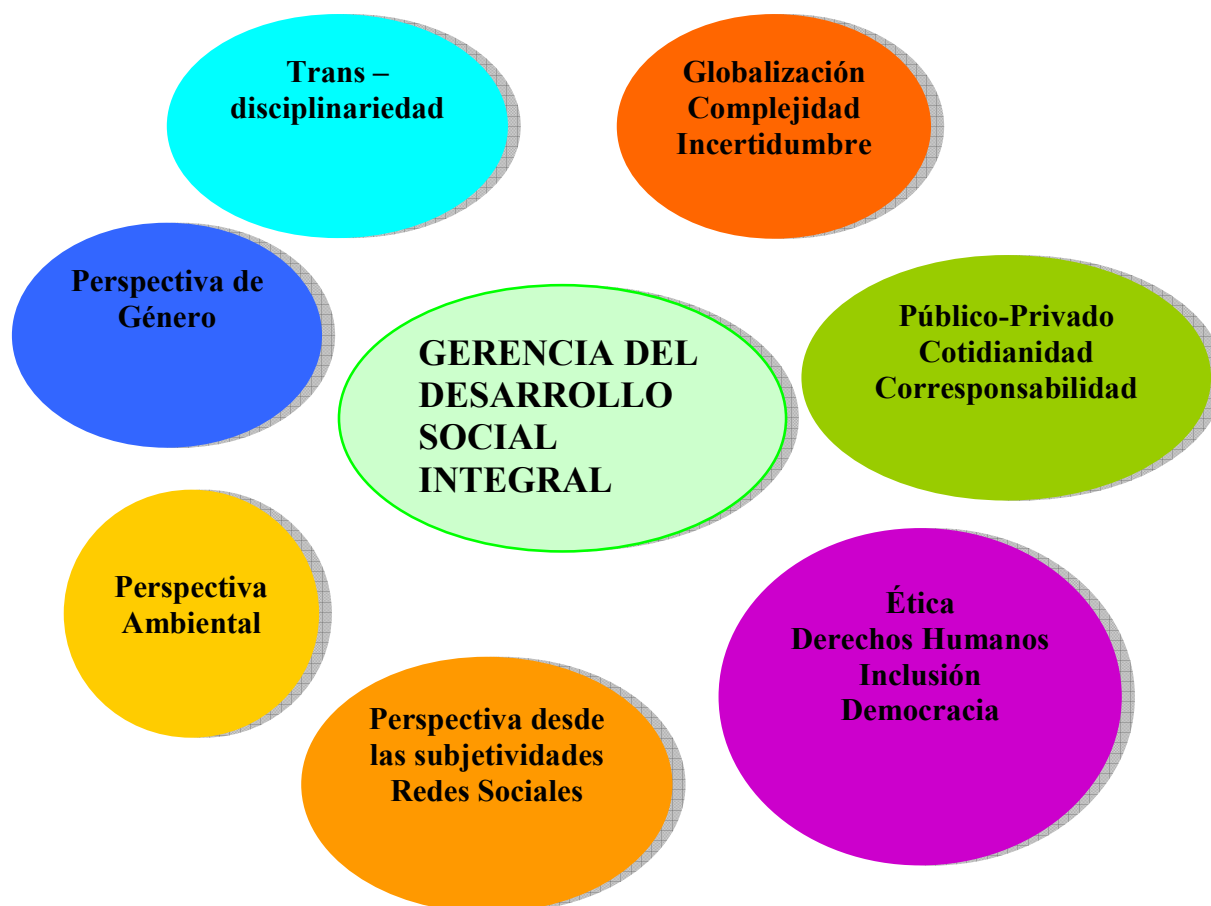 Trans –
disciplinariedad
Globalización
Complejidad
Incertidumbre
Perspectiva de
Género
GERENCIA DEL
DESARROLLO
SOCIAL
INTEGRAL
Público-Privado
Cotidianidad
Corresponsabilidad
Perspectiva
Ambiental
Ética
Derechos Humanos
Inclusión
Democracia
Perspectiva desde
las subjetividades
Redes Sociales